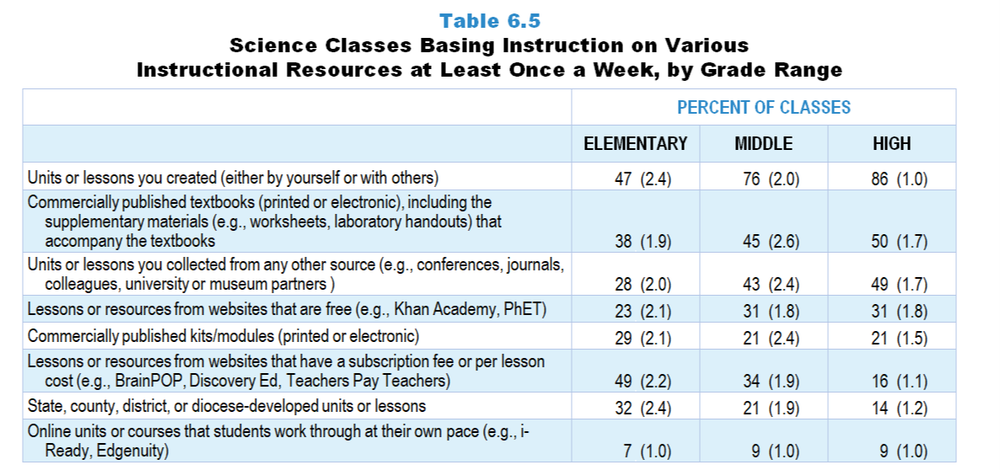 Table 6.5
Science Classes Basing Instruction on Various
Instructional Resources at Least Once a Week, by Grade Range
PERCENT OF CLASSES
ELEMENTARY MIDDLE HIGH
Units or lessons you created (either by yourself or with others) 47 (2.4) 76 (2.0) 86 (1.0)
Commercially published textbooks (printed or electronic), including the
supplementary materials (e.g., worksheets, laboratory handouts) that
accompany the textbooks 38 (1.9) 45 (2.6) 50 (1.7)
Units or lessons you collected from any other source (e.g., conferences, journals,
colleagues, university or museum partners ) 28 (2.0) 43 (2.4) 49 (1.7)
Lessons or resources from websites that are free (e.g., Khan Academy, PhET) 23 (2.1) 31 (1.8) 31 (1.8)
Commercially published kits/modules (printed or electronic) 29 (2.1) 21 (2.4) 21 (1.5)
Lessons or resources from websites that have a subscription fee or per lesson
cost (e.g., BrainPOP, Discovery Ed, Teachers Pay Teachers) 49 (2.2) 34 (1.9) 16 (1.1)
State, county, district, or diocese-developed units or lessons 32 (2.4) 21 (1.9) 14 (1.2)
Online units or courses that students work through at their own pace (e.g., i-
Ready, Edgenuity) 7 (1.0) 9 (1.0) 9 (1.0)